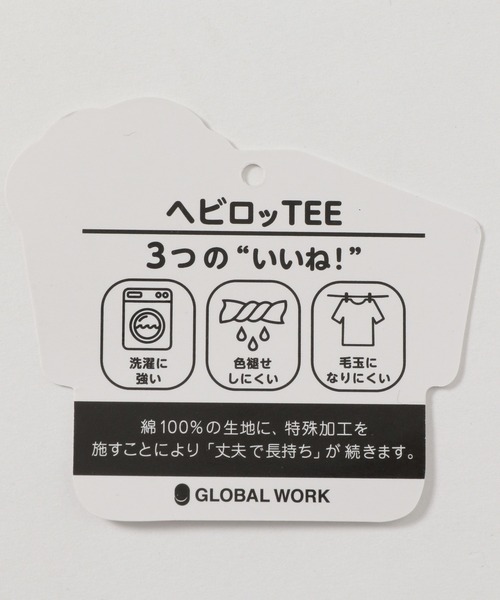 ヘビロッTEE
3つの“いいね!”
洗濯に
強い
色褪せ
しにくい
毛玉に
なりにくい
綿100%の生地に、特殊加工を
施すことにより「丈夫で長持ち」が続きます。
GLOBAL WORK